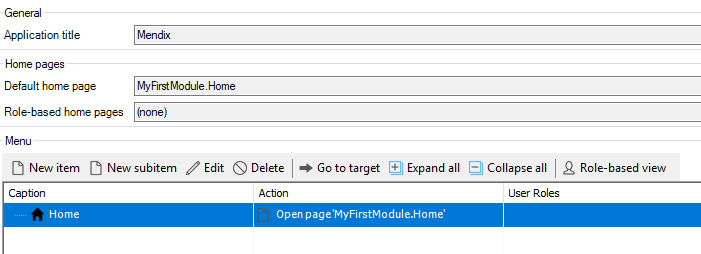 General
Application title Mendix
Home pages
Default home page MyFirstModule.Home
Role-based home pages (none)
Menu
New item New subitem Edit Delete Go to target Expand all Collapse all Role-based view
Caption Action User Roles
Home Open page 'MyFirstModule.Home'